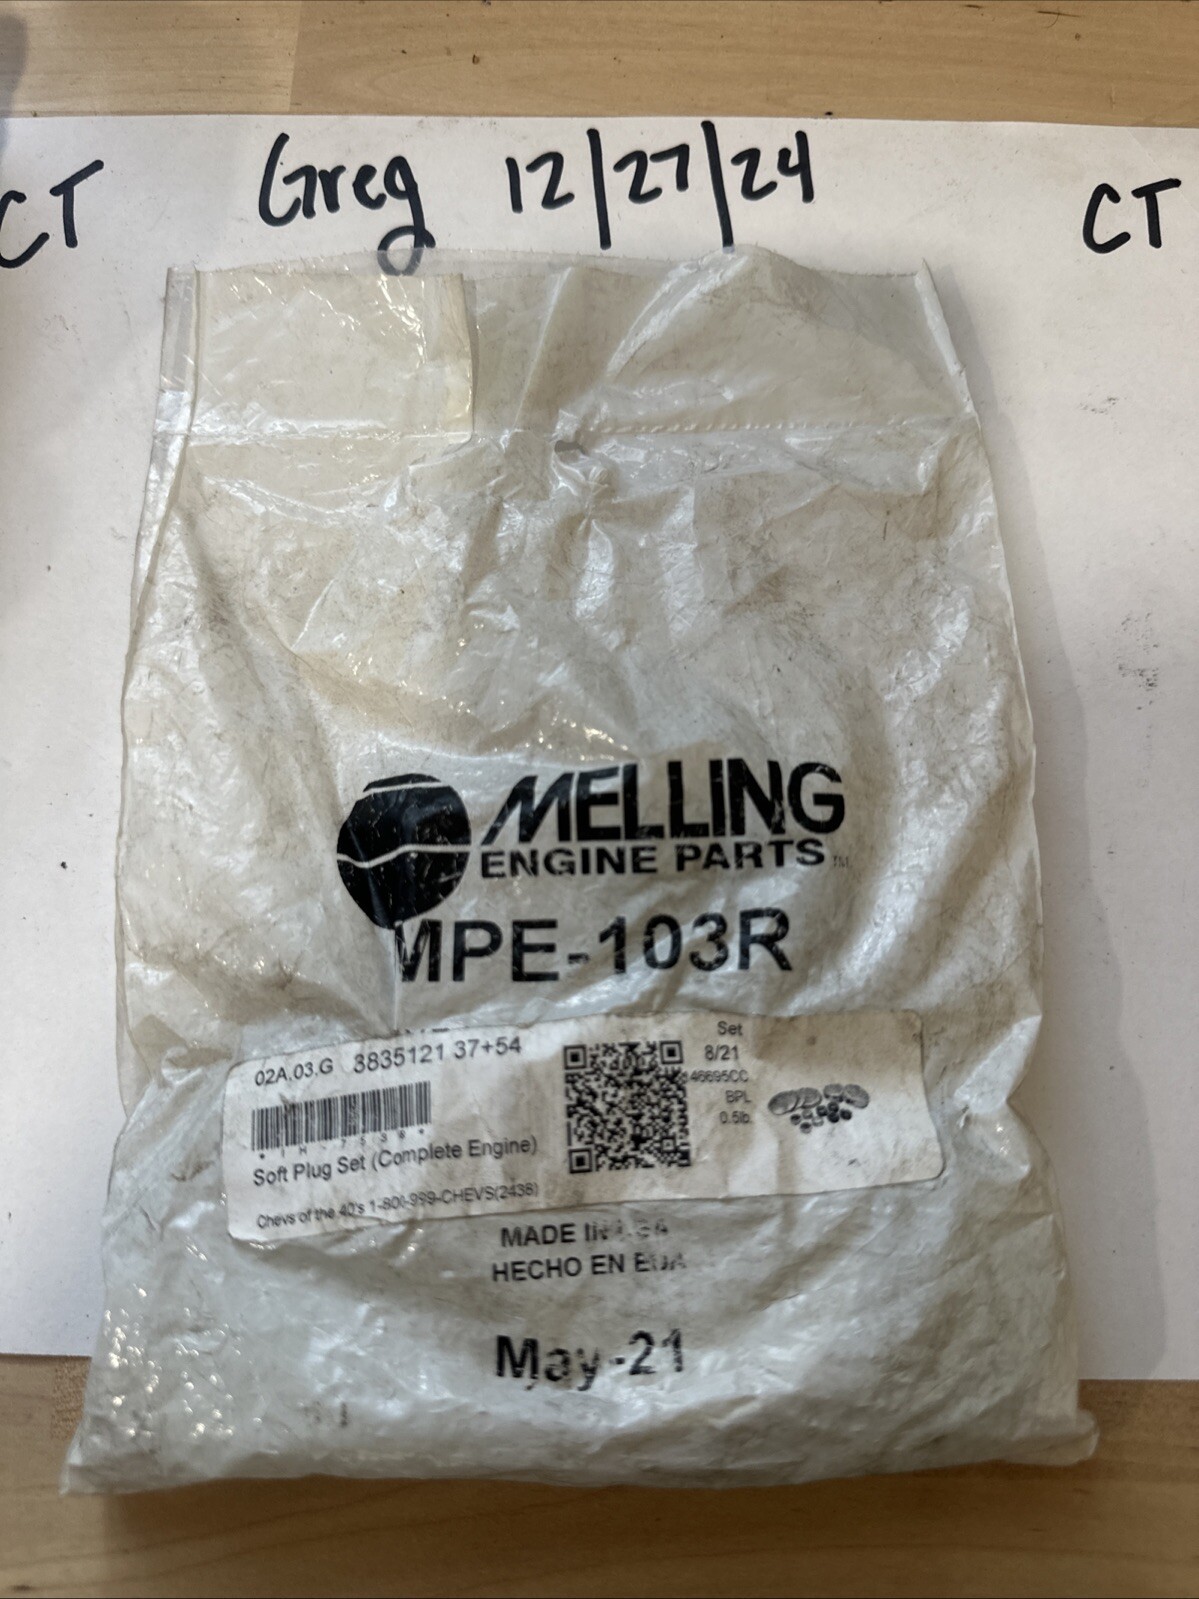 CT Greg 12/27/24 CT
MELLING
ENGINE PARTS
MPE-103R
02A.03.G 3835121 37+54
Soft Plug Set (Complete Engine)
Chevs of the 40's 1-800-999-CHEVS(2438)
Set
8/21
BPL
0.5lb.
MADE IN
HECHO EN
May-21